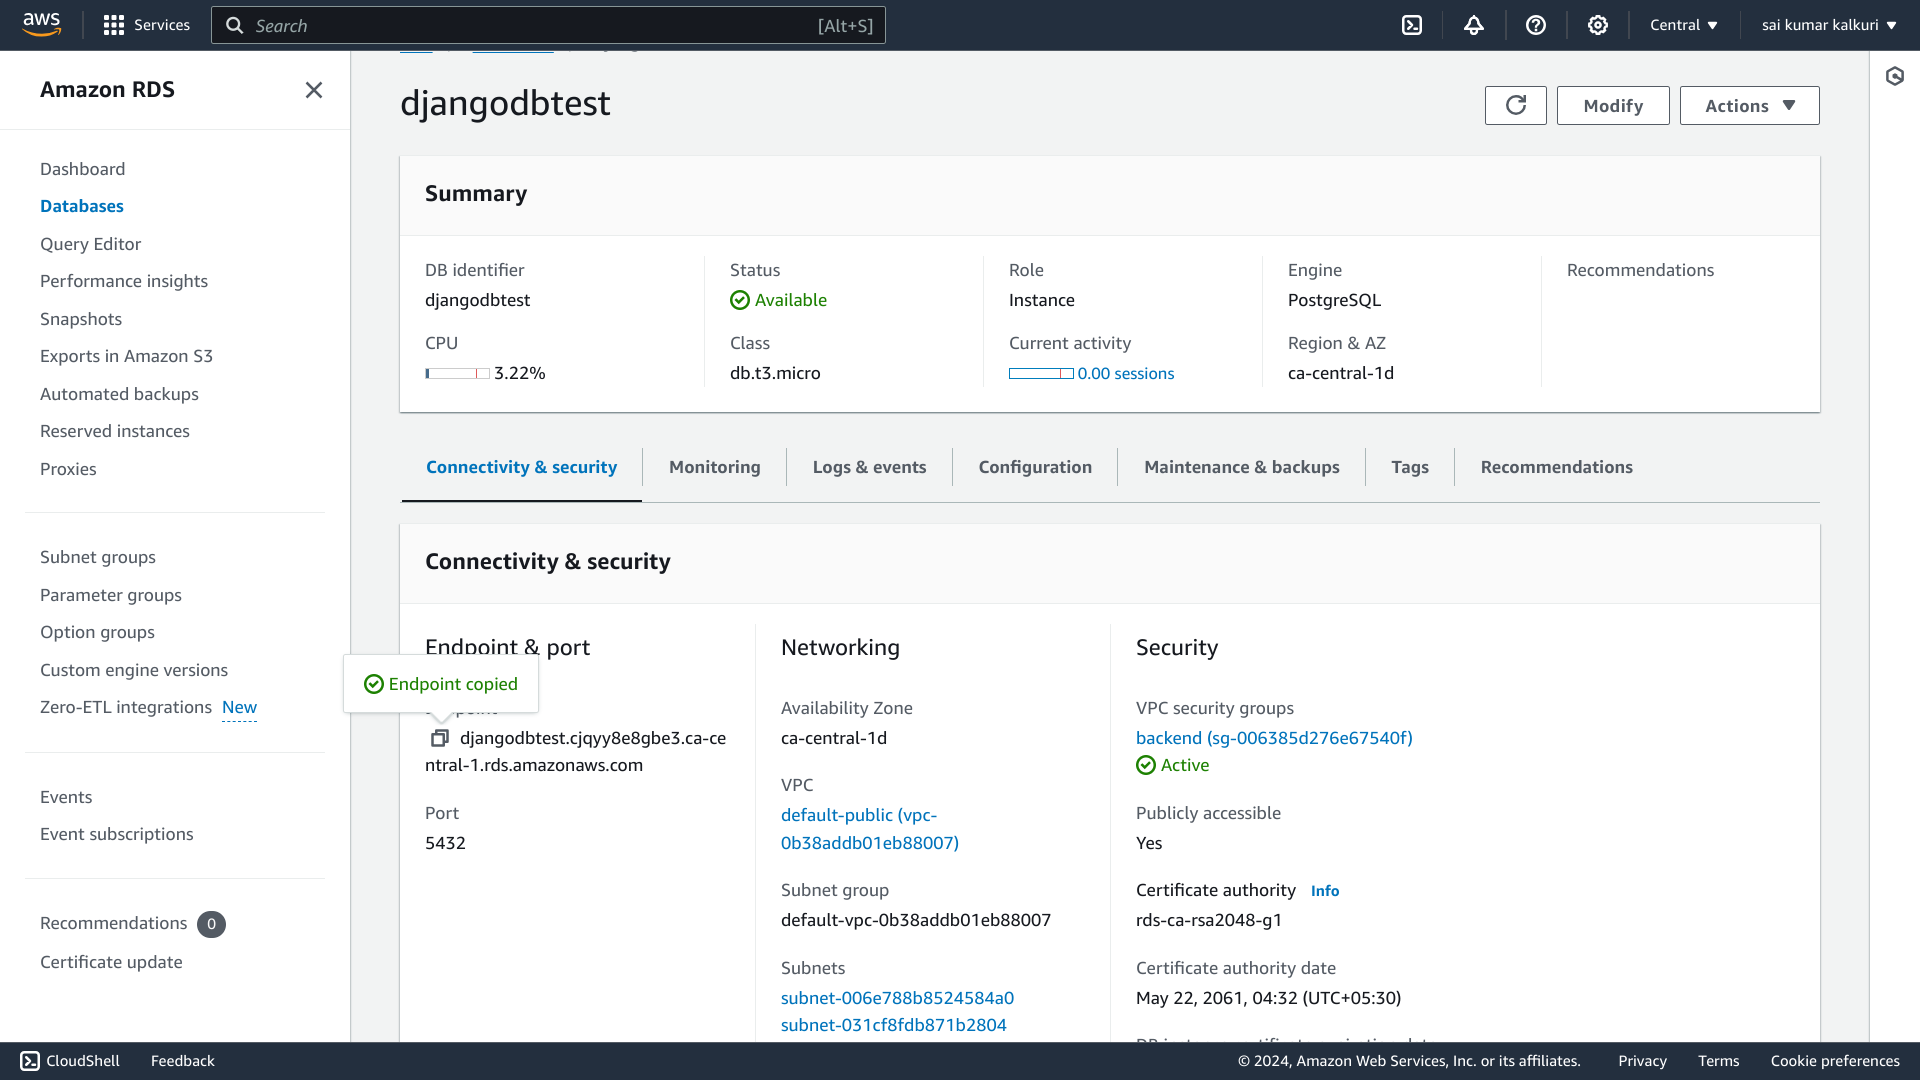 aws
Services
Search
[Alt+S]
Central
sai kumar kalkuri
Amazon RDS
Dashboard
Databases
Query Editor
Performance insights
Snapshots
Exports in Amazon S3
Automated backups
Reserved instances
Proxies
Subnet groups
Parameter groups
Option groups
Custom engine versions
Zero-ETL integrations New
Events
Event subscriptions
Recommendations 0
Certificate update
djangodbtest
Modify
Actions
Summary
DB identifier
djangodbtest
CPU
3.22%
Status
Available
Class
db.t3.micro
Role
Instance
Current activity
0.00 sessions
Engine
PostgreSQL
Region & AZ
ca-central-1d
Recommendations
Connectivity & security
Monitoring
Logs & events
Configuration
Maintenance & backups
Tags
Recommendations
Connectivity & security
Endpoint & port
Endpoint copied
djangodbtest.cjqyy8e8gbe3.ca-ce
ntral-1.rds.amazonaws.com
Port
5432
Networking
Availability Zone
ca-central-1d
VPC
default-public (vpc-
0b38addb01eb88007)
Subnet group
default-vpc-0b38addb01eb88007
Subnets
subnet-006e788b8524584a0
subnet-031cf8fdb871b2804
Security
VPC security groups
backend (sg-006385d276e67540f)
Active
Publicly accessible
Yes
Certificate authority Info
rds-ca-rsa2048-g1
Certificate authority date
May 22, 2061, 04:32 (UTC+05:30)
CloudShell
Feedback
© 2024, Amazon Web Services, Inc. or its affiliates.
Privacy
Terms
Cookie preferences